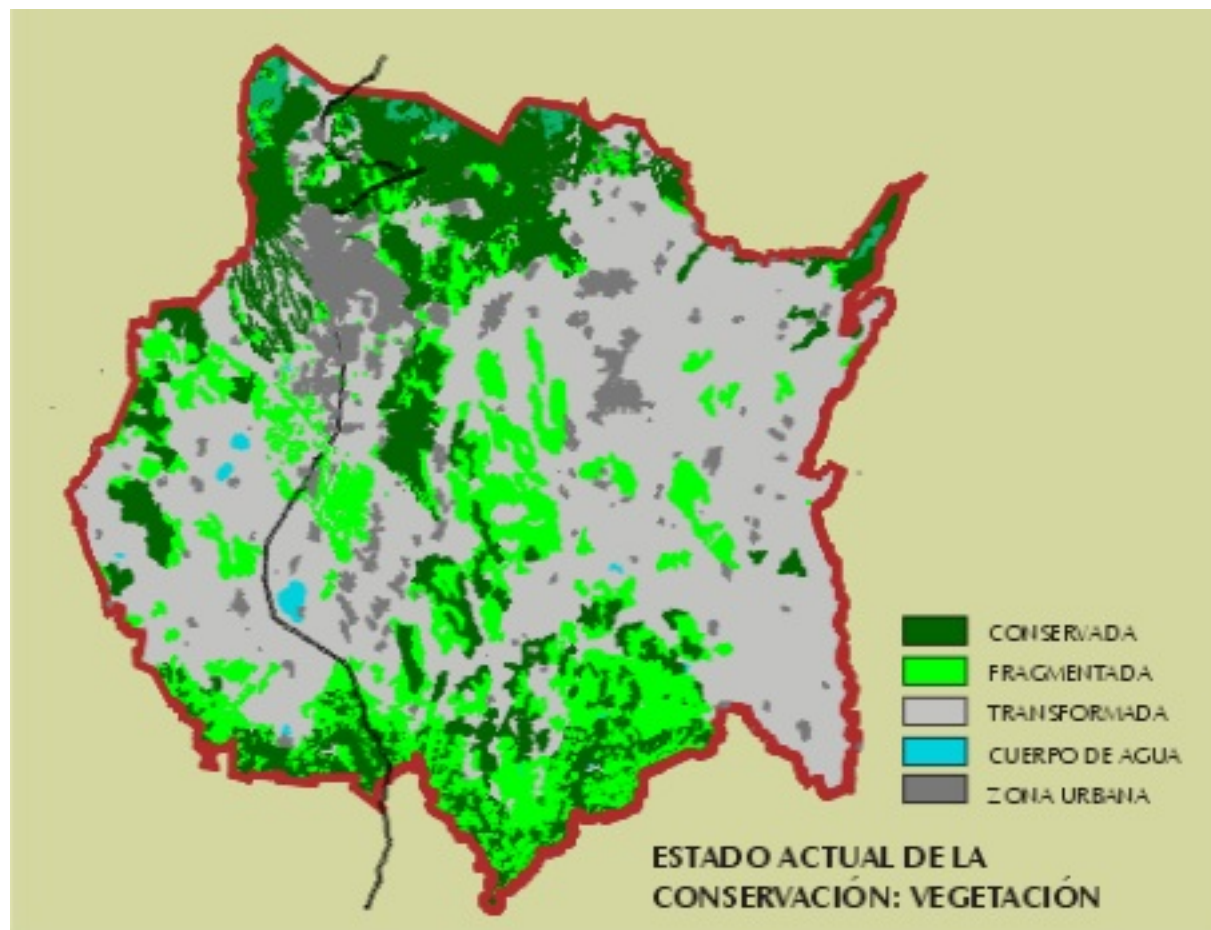 CONSERVADA
FRAGMENTADA
TRANSFORMADA
CUERPO DE AGUA
ZONA URBANA
ESTADO ACTUAL DE LA
CONSERVACIÓN: VEGETACIÓN